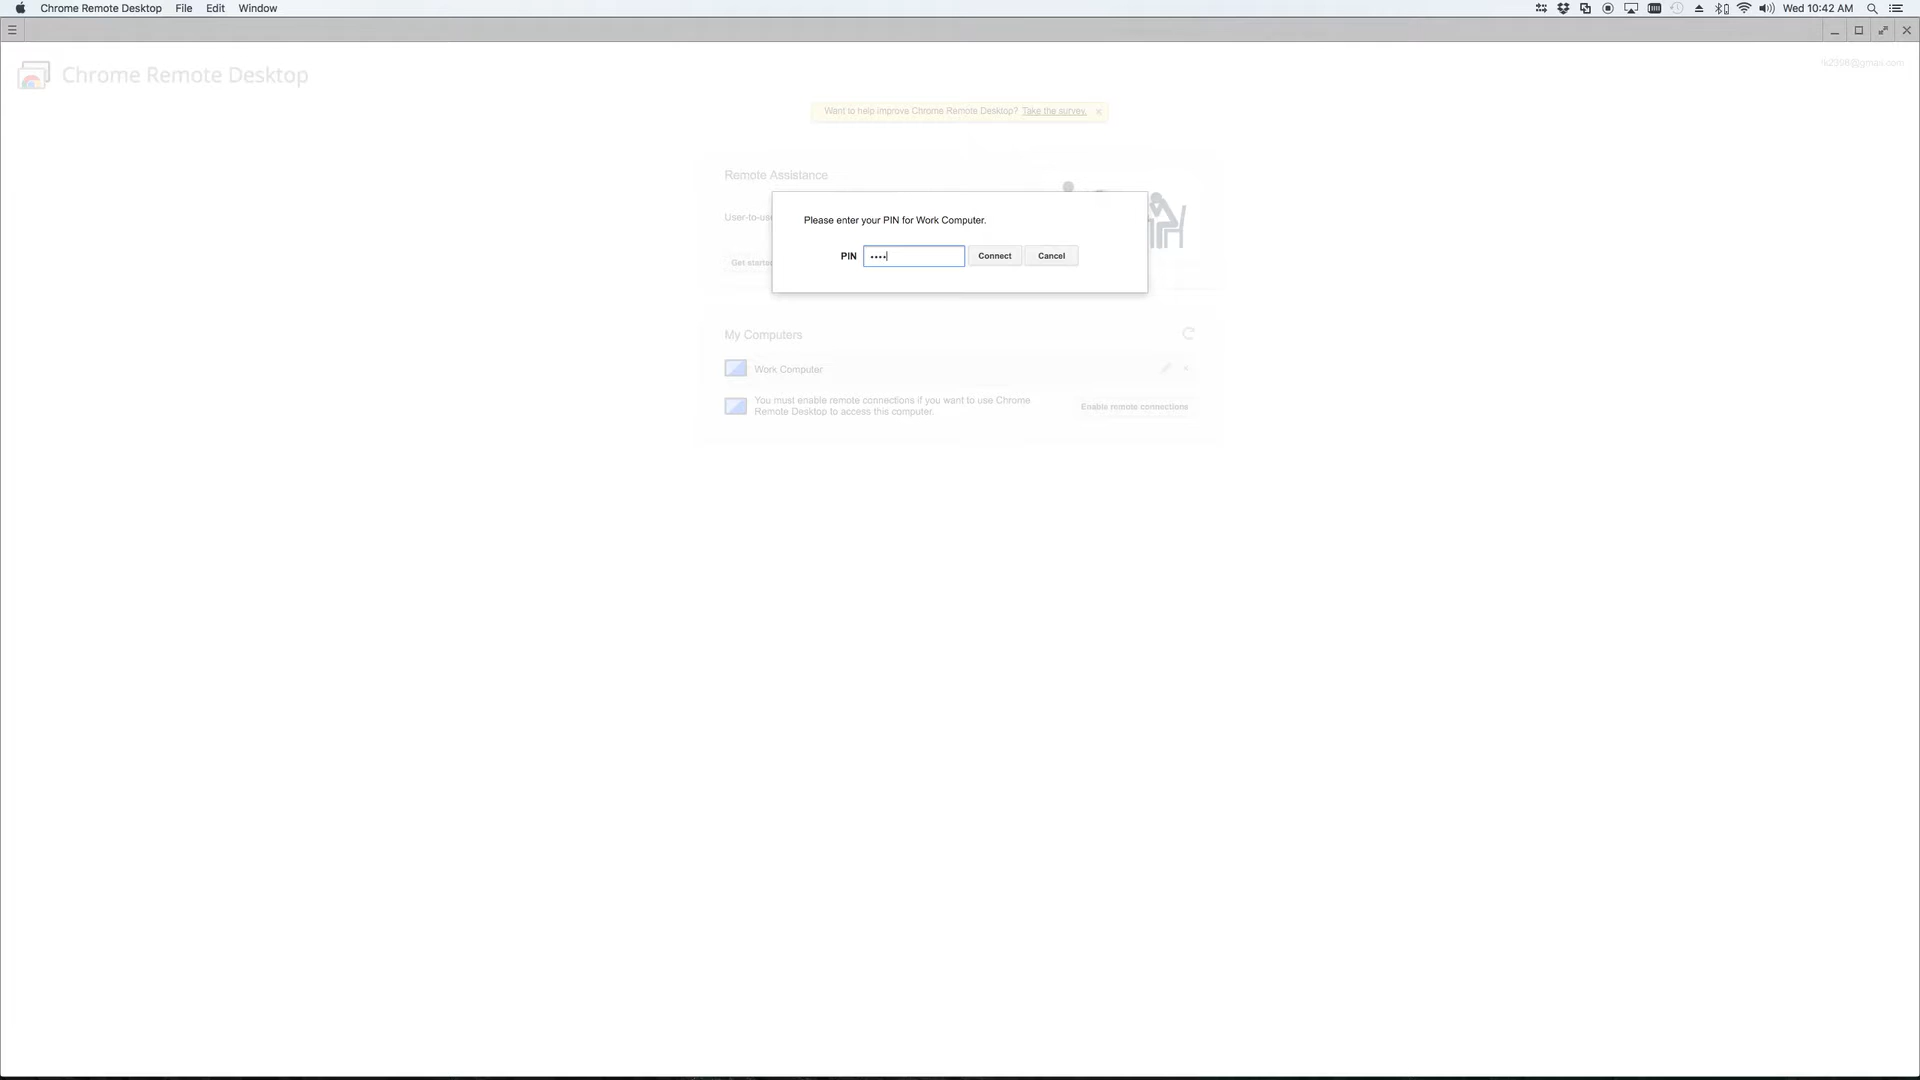 Chrome Remote Desktop File Edit Window Wed 10:42 AM
Chrome Remote Desktop
Want to help improve Chrome Remote Desktop? Take the survey.
Remote Assistance
Please enter your PIN for Work Computer.
PIN •••• Connect Cancel
My Computers
Work Computer
You must enable remote connections if you want to use Chrome
Remote Desktop to access this computer.
Enable remote connections